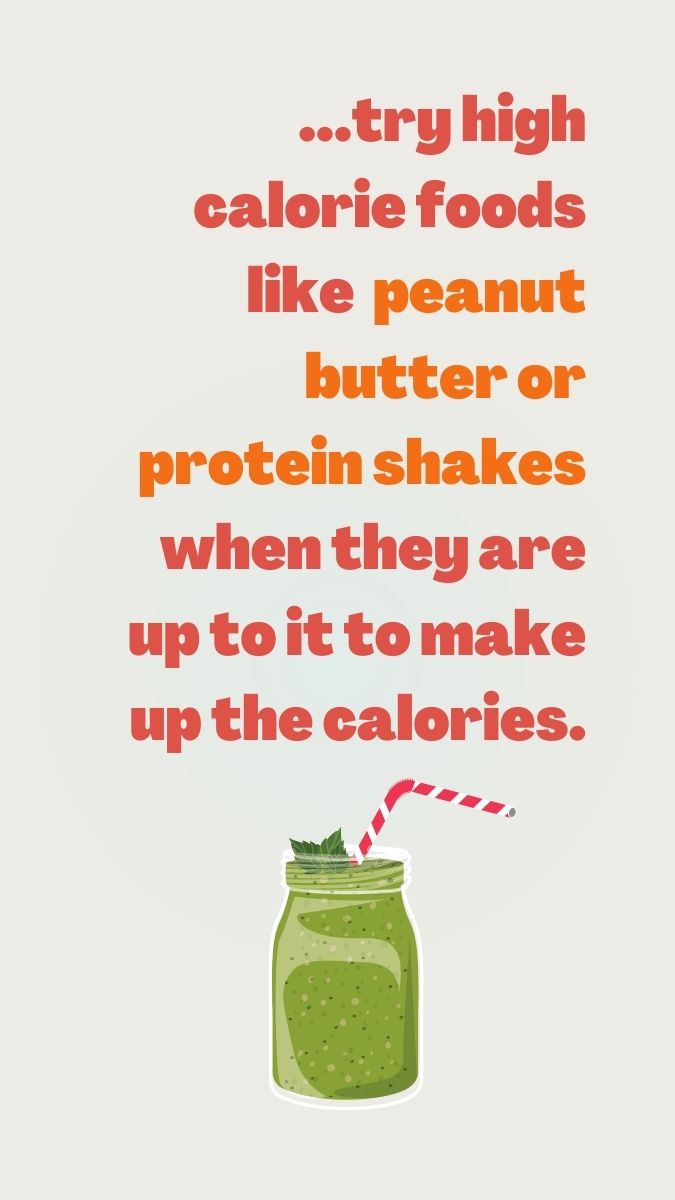 ...try high
calorie foods
like peanut
butter or
protein shakes
when they are
up to it to make
up the calories.